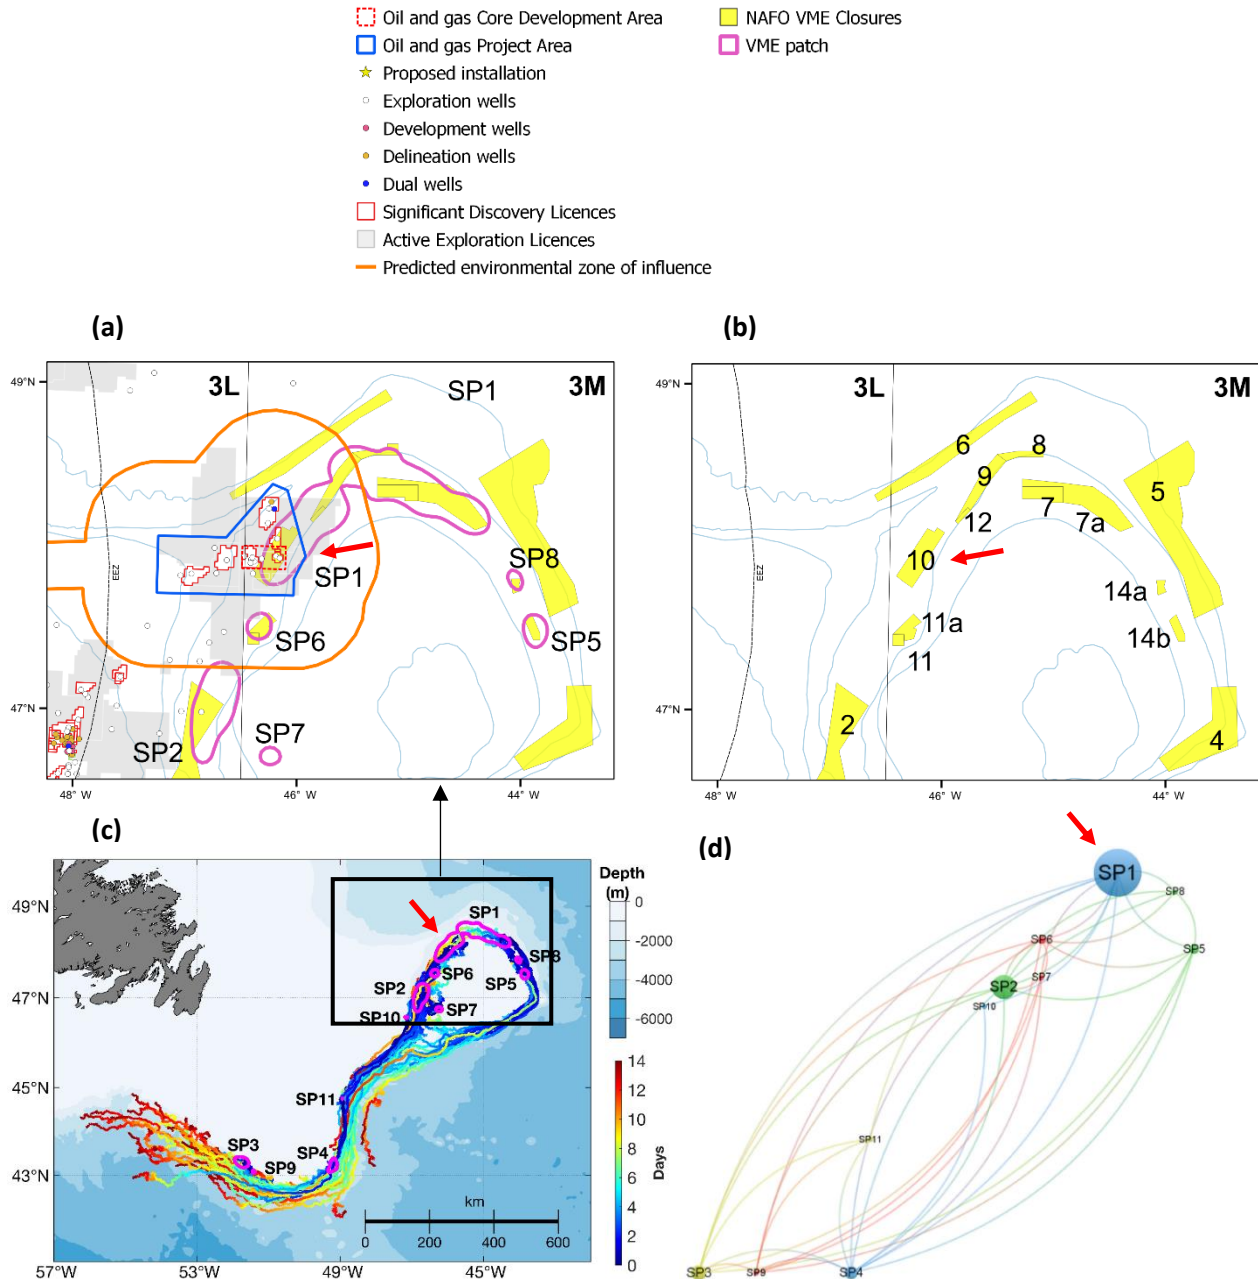 Oil and gas Core Development Area
Oil and gas Project Area
Proposed installation
Exploration wells
Development wells
Delineation wells
Dual wells
Significant Discovery Licences
Active Exploration Licences
Predicted environmental zone of influence
NAFO VME Closures
VME patch
(a)
49°N
47°N
48° W
46° W
44° W
3L
3M
EEZ
SP1
SP1
SP8
SP5
SP6
SP2
SP7
(b)
49°N
47°N
48° W
46° W
44° W
3L
3M
6
8
9
12
7
7a
5
10
14a
14b
11a
11
2
4
(c)
49°N
47°N
45°N
43°N
57°W
53°W
49°W
45°W
SP1
SP8
SP6
SP5
SP2
SP7
SP10
SP11
SP3
SP9
SP4
km
0 200 400 600
Depth
(m)
0
-2000
-4000
-6000
14
12
10
8
6
4
2
0
Days
(d)
SP1
SP8
SP6
SP5
SP7
SP2
SP10
SP11
SP3
SP9
SP4